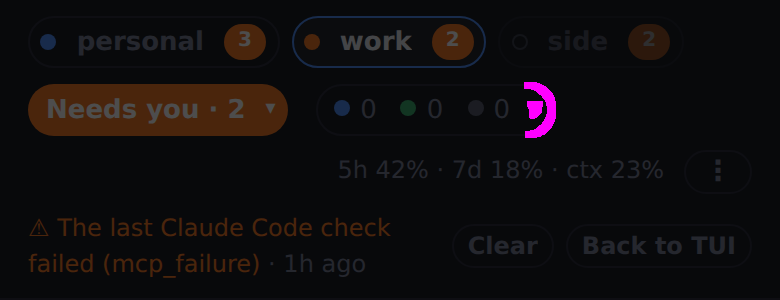 personal 3 work 2 side 2
Needs you · 2 ▾ 0 0 0
5h 42% · 7d 18% · ctx 23% ⋮
⚠ The last Claude Code check
failed (mcp_failure) · 1h ago Clear Back to TUI